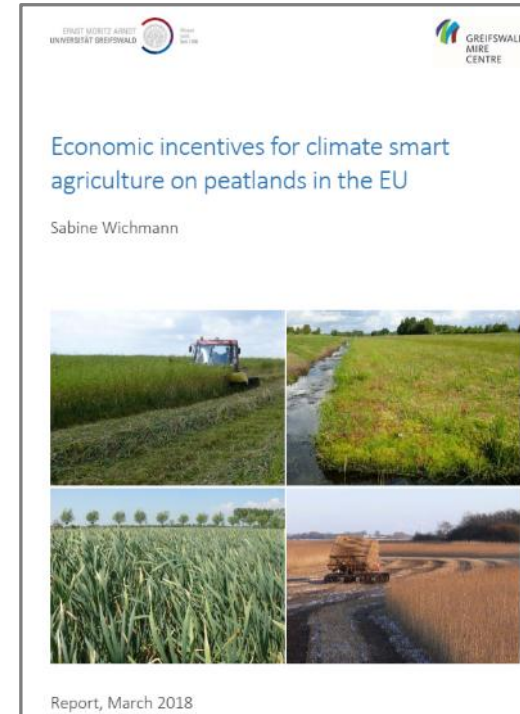 ERNST MORITZ ARNDT
UNIVERSITÄT GREIFSWALD
GREIFSWALD
MIRE
CENTRE
Economic incentives for climate smart
agriculture on peatlands in the EU
Sabine Wichmann
Report, March 2018